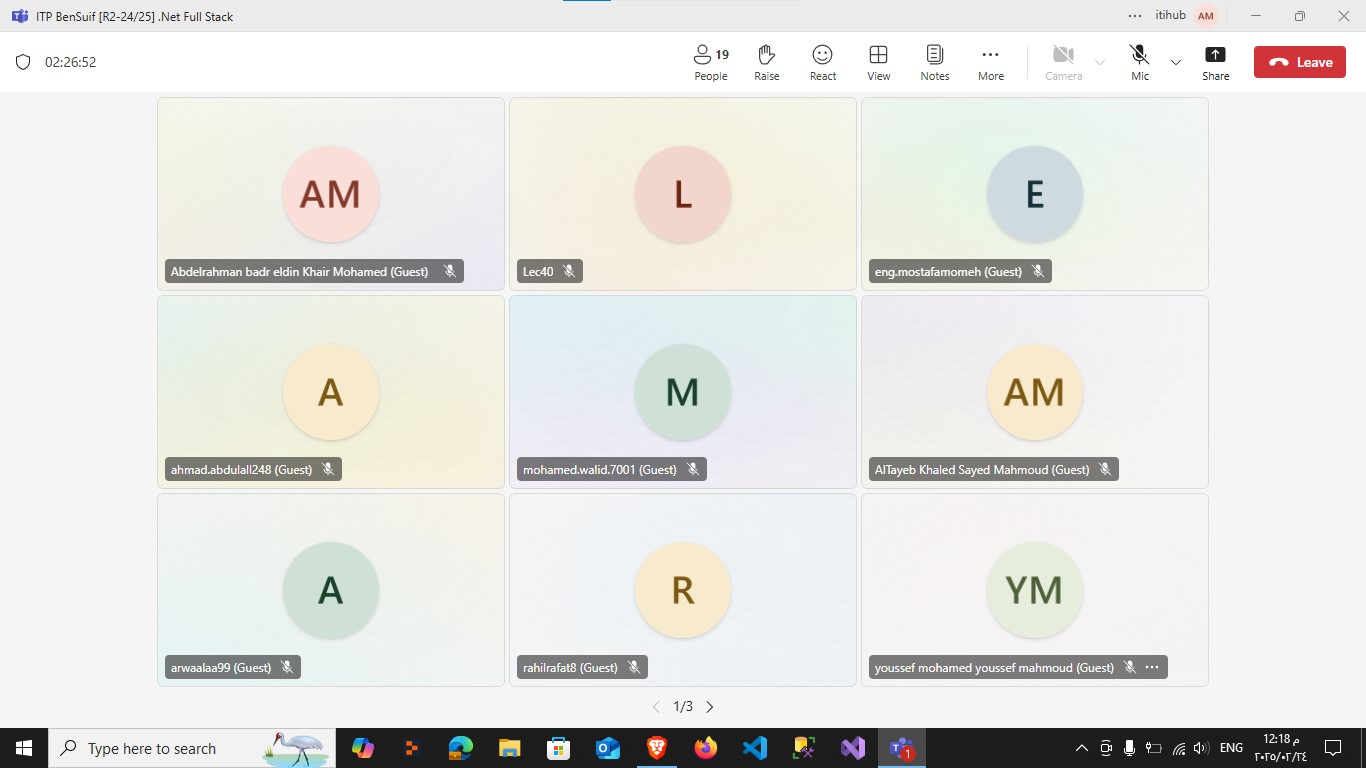 ITP BenSuif [R2-24/25] .Net Full Stack
itihub AM
02:26:52
19
People Raise React View Notes More Camera Mic Share Leave
AM L E
Abdelrahman badr eldin Khair Mohamed (Guest) Lec40 eng.mostafamomeh (Guest)
A M AM
ahmad.abdulall248 (Guest) mohamed.walid.7001 (Guest) AlTayeb Khaled Sayed Mahmoud (Guest)
A R YM
arwaalaa99 (Guest) rahilrafat8 (Guest) youssef mohamed youssef mahmoud (Guest)
1/3
Type here to search
1
ENG
12:18 م
٢٠٢٥/٠٢/٢٤